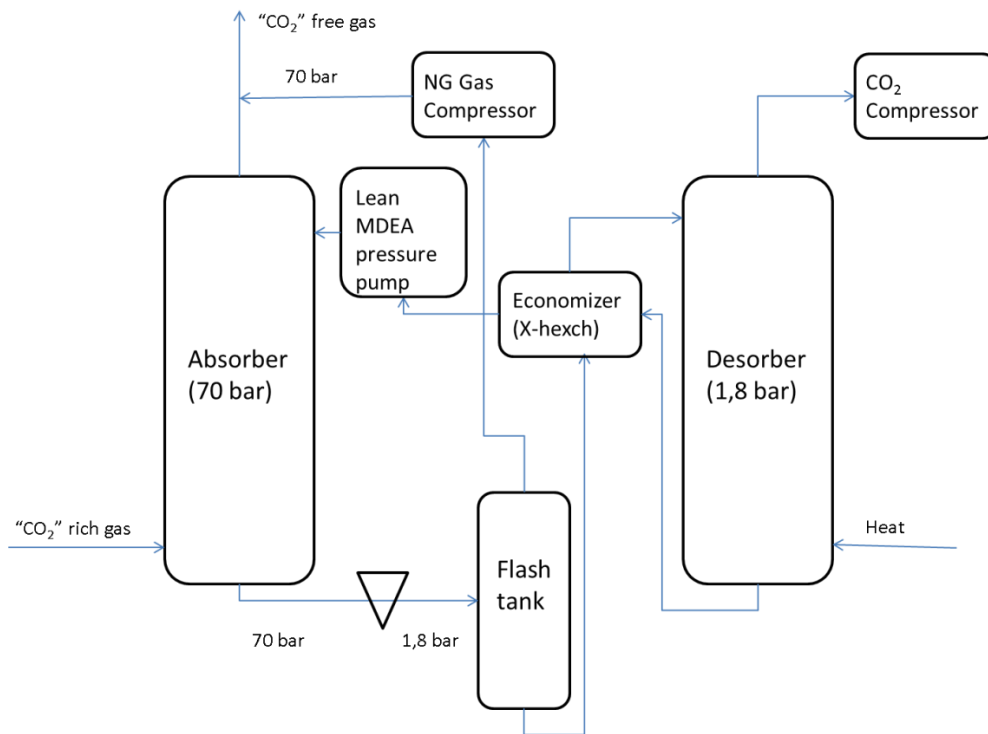 “CO₂” free gas
70 bar
NG Gas
Compressor
CO₂
Compressor
Lean
MDEA
pressure
pump
Economizer
(X-hexch)
Absorber
(70 bar)
Desorber
(1,8 bar)
“CO₂” rich gas
Heat
Flash
tank
70 bar
1,8 bar